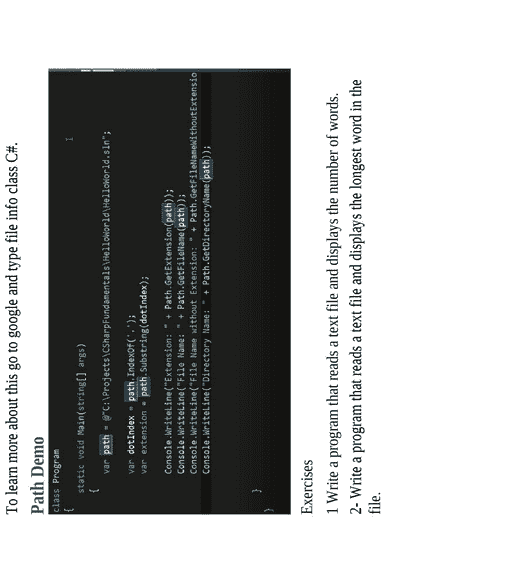 To learn more about this go to google and type file info class C#.
Path Demo
class Program
{
static void Main(string[] args)
{
var path = @"C:\Projects\CSharpFundamentals\HelloWorld\HelloWorld.sln";
var dotIndex = path.IndexOf('.');
var extension = path.Substring(dotIndex);
Console.WriteLine("Extension: " + Path.GetExtension(path));
Console.WriteLine("File Name: " + Path.GetFileName(path));
Console.WriteLine("File Name without Extension: " + Path.GetFileNameWithoutExtensio
Console.WriteLine("Directory Name: " + Path.GetDirectoryName(path));
}
}
Exercises
1 Write a program that reads a text file and displays the number of words.
2- Write a program that reads a text file and displays the longest word in the
file.